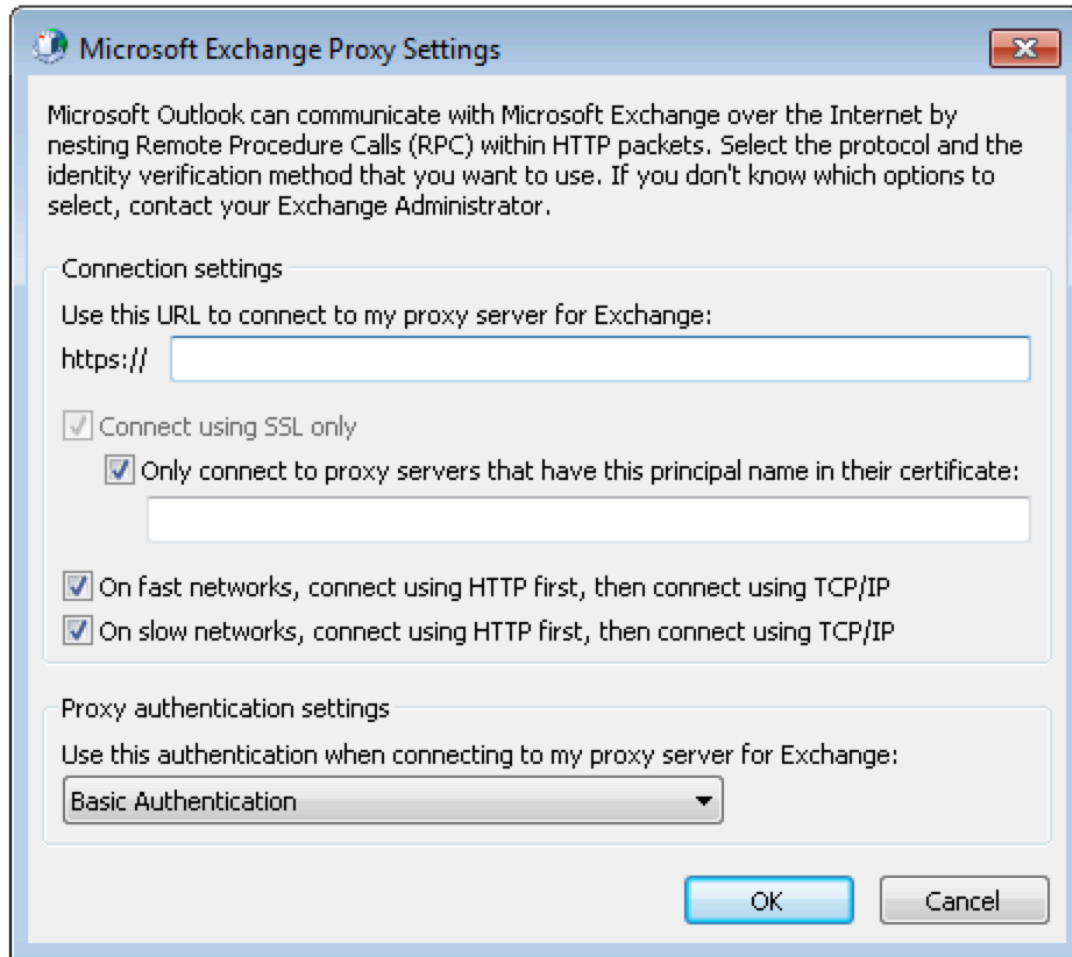 Microsoft Exchange Proxy Settings
Microsoft Outlook can communicate with Microsoft Exchange over the Internet by
nesting Remote Procedure Calls (RPC) within HTTP packets. Select the protocol and the
identity verification method that you want to use. If you don't know which options to
select, contact your Exchange Administrator.
Connection settings
Use this URL to connect to my proxy server for Exchange:
https://
Connect using SSL only
Only connect to proxy servers that have this principal name in their certificate:
On fast networks, connect using HTTP first, then connect using TCP/IP
On slow networks, connect using HTTP first, then connect using TCP/IP
Proxy authentication settings
Use this authentication when connecting to my proxy server for Exchange:
Basic Authentication
OK Cancel